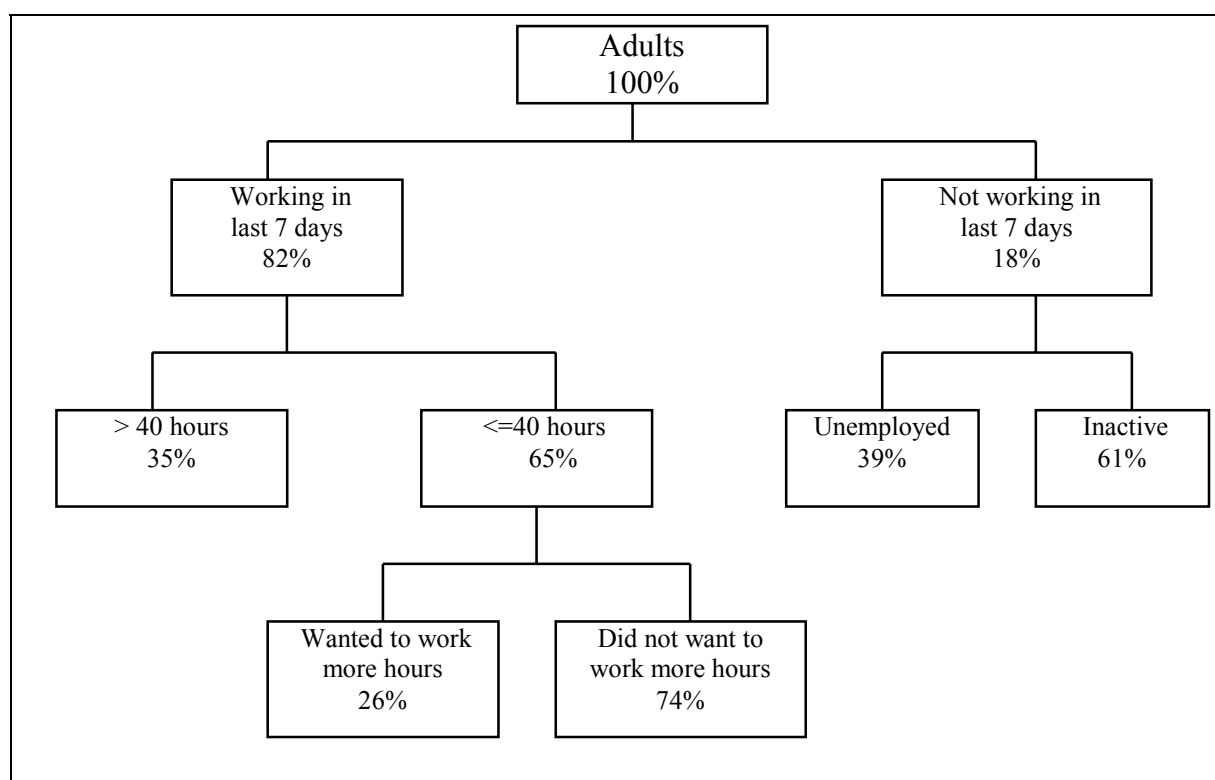 Adults
100%
Working in
last 7 days
82%
Not working in
last 7 days
18%
> 40 hours
35%
<=40 hours
65%
Unemployed
39%
Inactive
61%
Wanted to work
more hours
26%
Did not want to
work more hours
74%